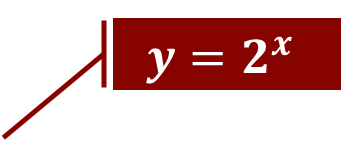 y = 2^x